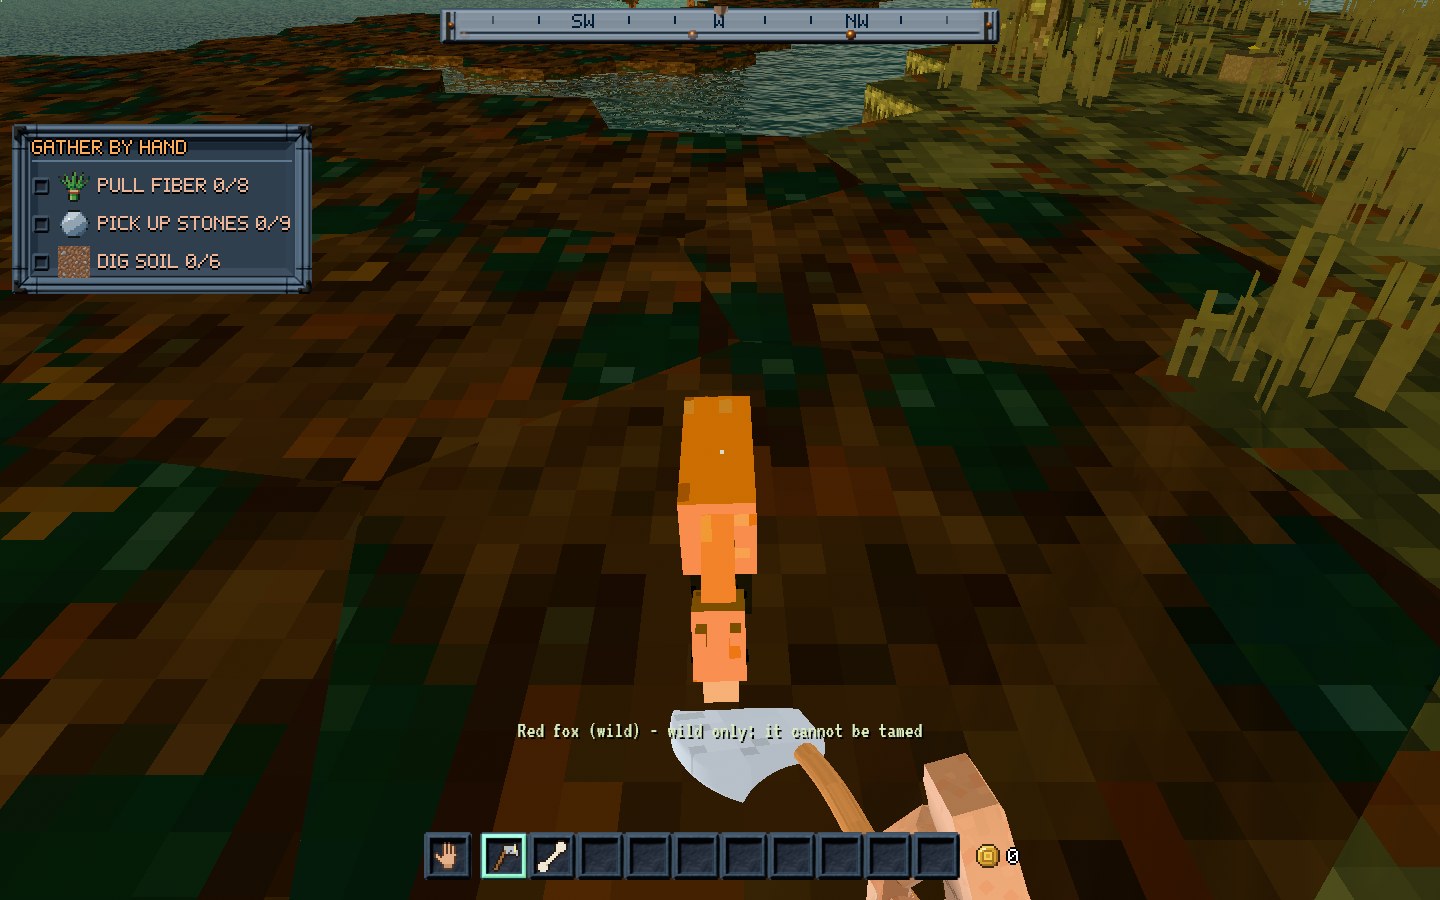 SW W NW
GATHER BY HAND
PULL FIBER 0/8
PICK UP STONES 0/9
DIG SOIL 0/6
Red fox (wild) - wild only; it cannot be tamed
0